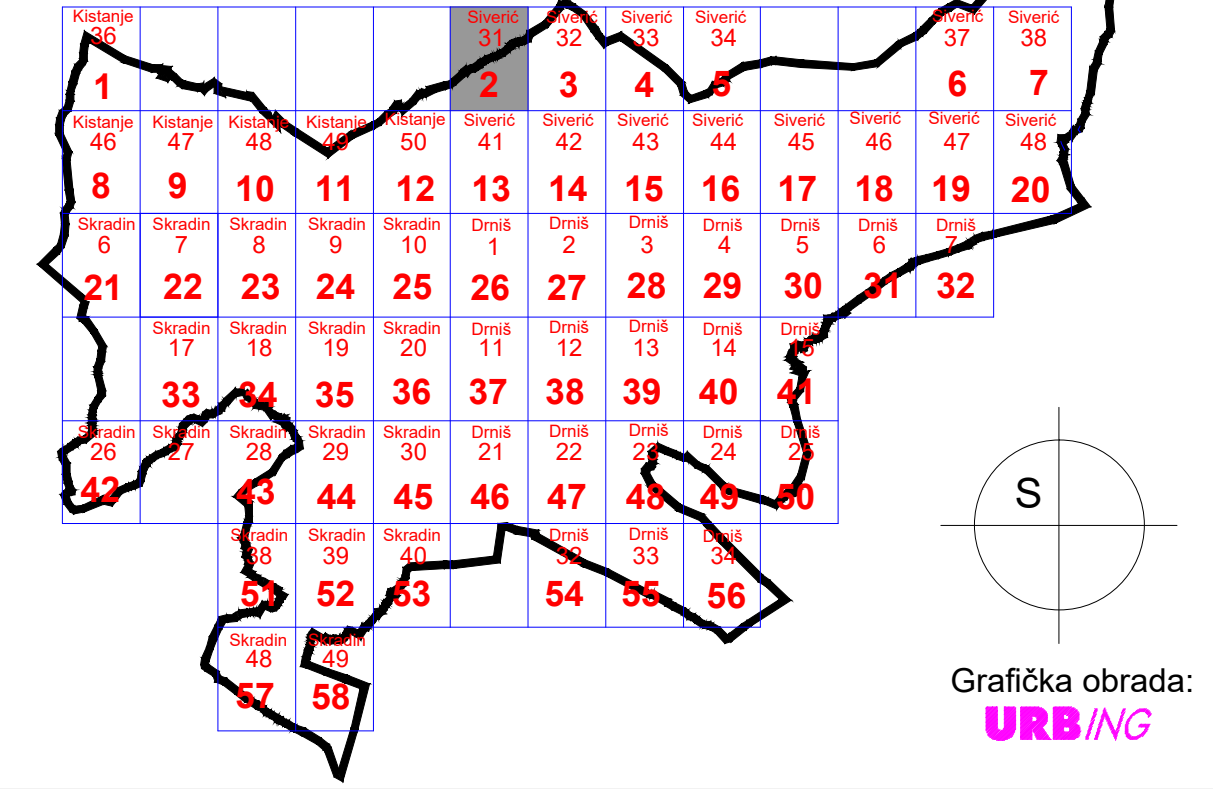 Kistanje Siverić Siverić Siverić Siverić Siverić Siverić
36 31 32 33 34 37 38
1 2 3 4 5 6 7
Kistanje Kistanje Kistanje Kistanje Kistanje Siverić Siverić Siverić Siverić Siverić Siverić Siverić Siverić
46 47 48 49 50 41 42 43 44 45 46 47 48
8 9 10 11 12 13 14 15 16 17 18 19 20
Skradin Skradin Skradin Skradin Skradin Drniš Drniš Drniš Drniš Drniš Drniš Drniš
6 7 8 9 10 1 2 3 4 5 6 7
21 22 23 24 25 26 27 28 29 30 31 32
Skradin Skradin Skradin Skradin Drniš Drniš Drniš Drniš Drniš
17 18 19 20 11 12 13 14 15
33 34 35 36 37 38 39 40 41
Skradin Skradin Skradin Skradin Skradin Drniš Drniš Drniš Drniš Drniš
26 27 28 29 30 21 22 23 24 25
42 43 44 45 46 47 48 49 50
Skradin Skradin Skradin Drniš Drniš Drniš
38 39 40 32 33 34
51 52 53 54 55 56
Skradin Skradin
48 49
57 58
S
Grafička obrada:
URBING